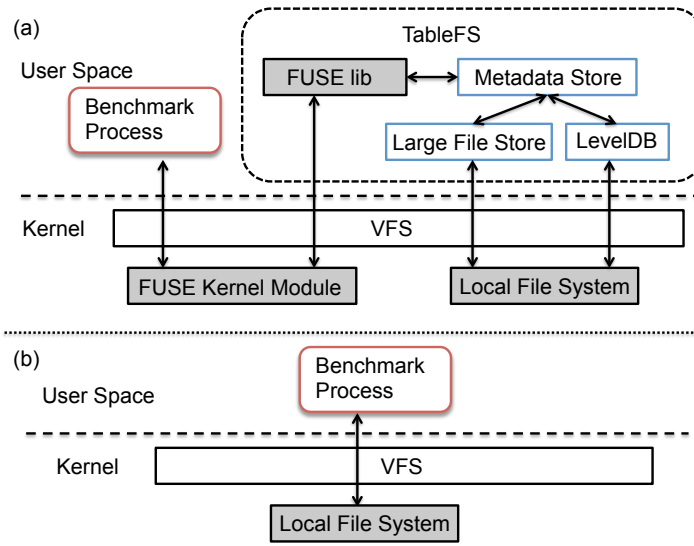 (a)
TableFS
User Space
FUSE lib
Metadata Store
Benchmark
Process
Large File Store
LevelDB
Kernel
VFS
FUSE Kernel Module
Local File System
(b)
Benchmark
Process
User Space
Kernel
VFS
Local File System